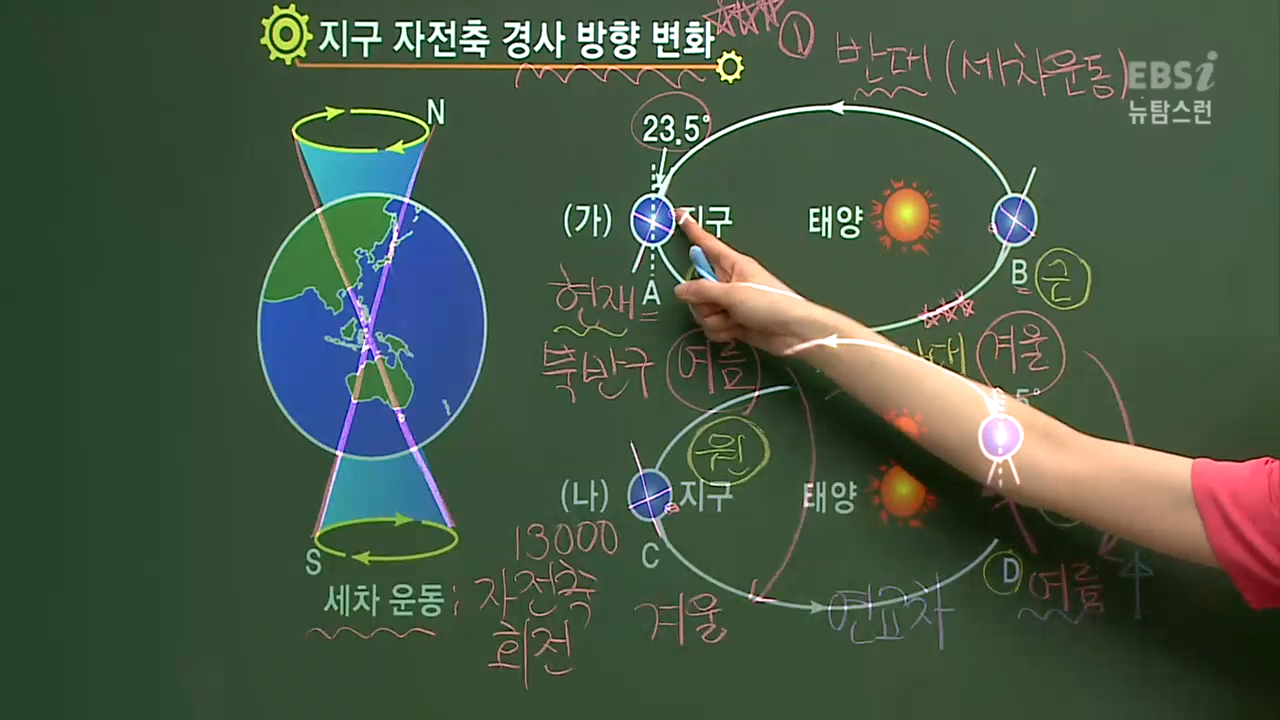 지구 자전축 경사 방향 변화
①
반대 (세차운동)
EBSi
뉴탐스런
N
23.5°
(가)
지구
태양
현재
A
B
근
북반구
여름
겨울
원
(나)
지구
태양
13000
C
D
S
세차 운동 ; 자전축
회전
겨울
연교차
여름